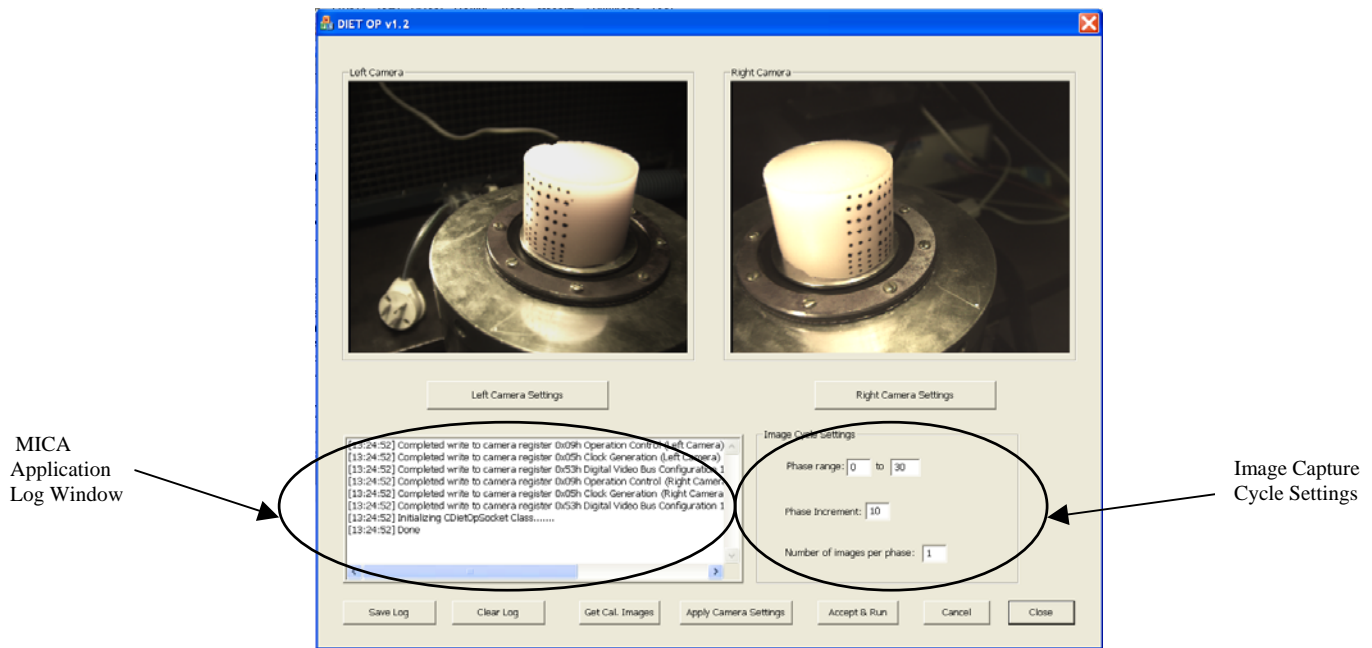 DIET OP v1.2
Left Camera
Right Camera
Left Camera Settings
Right Camera Settings
MICA
Application
Log Window
[13:24:52] Completed write to camera register 0x09h Operation Control (Left Camera)
[13:24:52] Completed write to camera register 0x05h Clock Generation (Left Camera)
[13:24:52] Completed write to camera register 0x53h Digital Video Bus Configuration 1
[13:24:52] Completed write to camera register 0x09h Operation Control (Right Camer
[13:24:52] Completed write to camera register 0x05h Clock Generation (Right Camera
[13:24:52] Completed write to camera register 0x53h Digital Video Bus Configuration 1
[13:24:52] Initializing CDietOpSocket Class.......
[13:24:52] Done
Image Cycle Settings
Phase range: 0 to 30
Phase Increment: 10
Number of images per phase: 1
Image Capture
Cycle Settings
Save Log
Clear Log
Get Cal. Images
Apply Camera Settings
Accept & Run
Cancel
Close